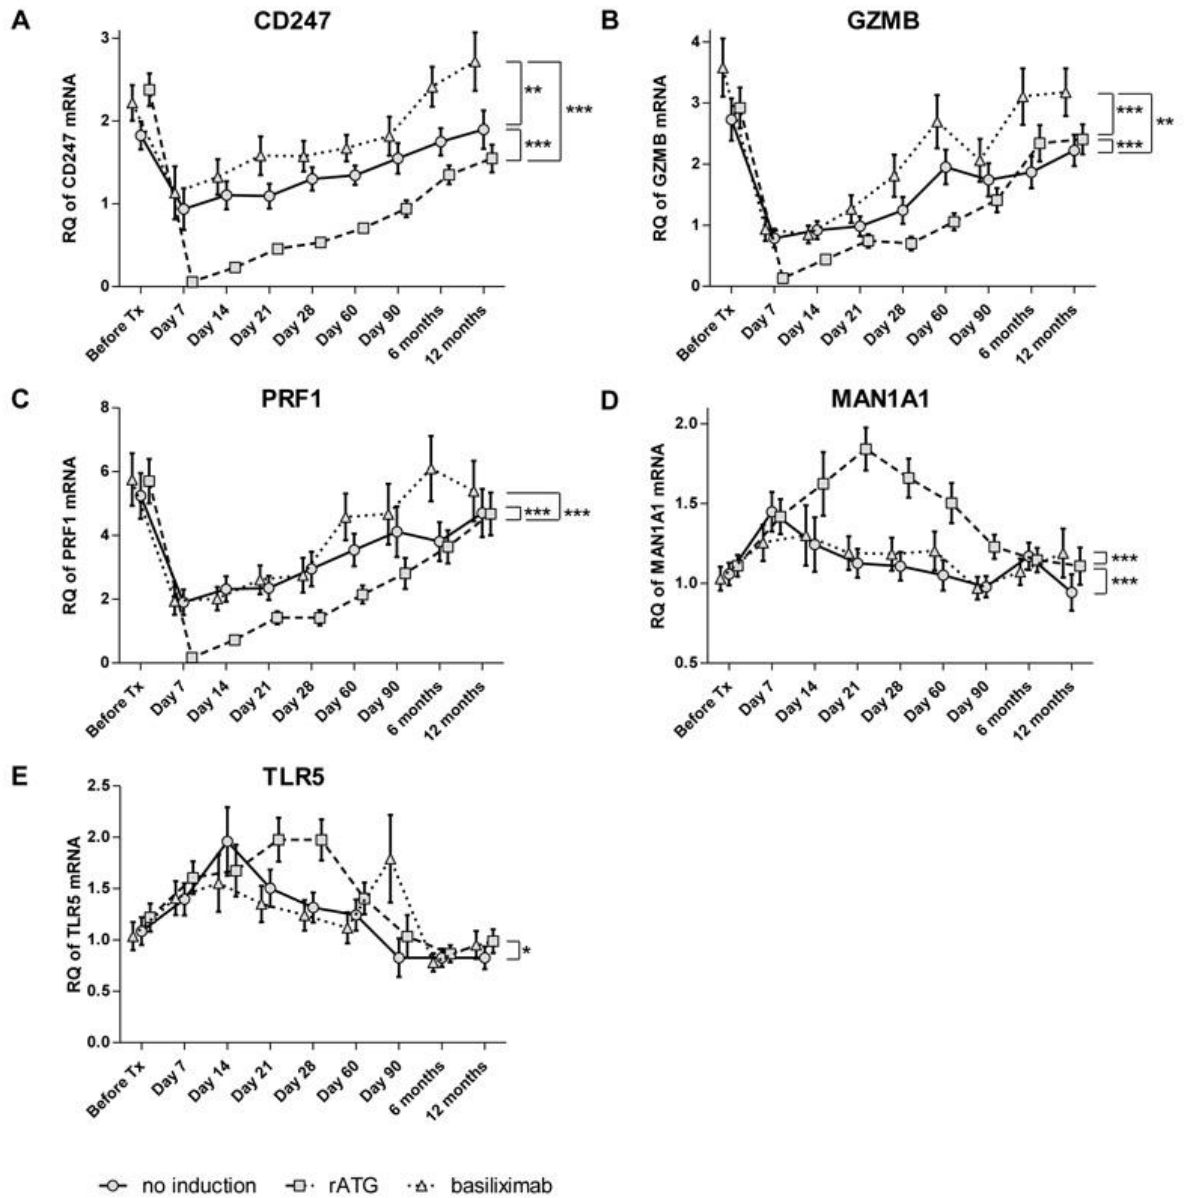 A
CD247
RQ of CD247 mRNA
3
2
1
0
**
***
***
Before Tx
Day 7
Day 14
Day 21
Day 28
Day 60
Day 90
6 months
12 months
B
GZMB
RQ of GZMB mRNA
4
3
2
1
0
***
***
**
Before Tx
Day 7
Day 14
Day 21
Day 28
Day 60
Day 90
6 months
12 months
C
PRF1
RQ of PRF1 mRNA
8
6
4
2
0
*** ***
Before Tx
Day 7
Day 14
Day 21
Day 28
Day 60
Day 90
6 months
12 months
D
MAN1A1
RQ of MAN1A1 mRNA
2.0
1.5
1.0
0.5
***
***
Before Tx
Day 7
Day 14
Day 21
Day 28
Day 60
Day 90
6 months
12 months
E
TLR5
RQ of TLR5 mRNA
2.5
2.0
1.5
1.0
0.5
0.0
*
Before Tx
Day 7
Day 14
Day 21
Day 28
Day 60
Day 90
6 months
12 months
no induction rATG basiliximab